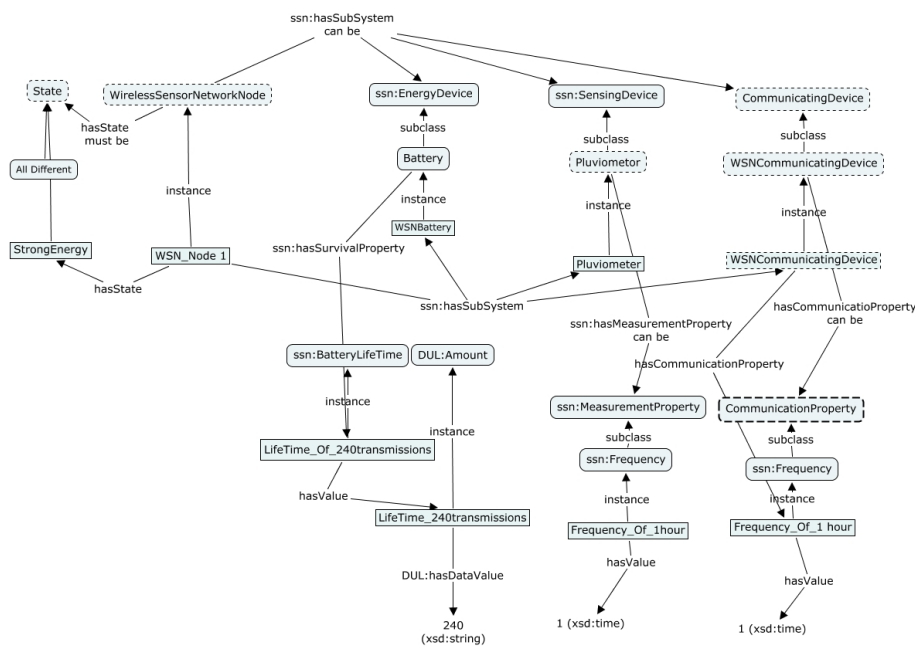 ssn:hasSubSystem
can be
State
WirelessSensorNetworkNode
ssn:EnergyDevice
ssn:SensingDevice
CommunicatingDevice
hasState
must be
subclass
subclass
subclass
All Different
Battery
Pluviometor
WSNCommunicatingDevice
instance
instance
instance
instance
WSNBattery
StrongEnergy
WSN_Node 1
ssn:hasSurvivalProperty
Pluviometer
WSNCommunicatingDevice
hasState
ssn:hasSubSystem
hasCommunicatioProperty
can be
ssn:hasMeasurementProperty
can be
ssn:BatteryLifeTime
DUL:Amount
hasCommunicationProperty
instance
ssn:MeasurementProperty
CommunicationProperty
instance
subclass
subclass
LifeTime_Of_240transmissions
ssn:Frequency
ssn:Frequency
hasValue
instance
instance
LifeTime_240transmissions
Frequency_Of_1hour
Frequency_Of_1 hour
hasValue
DUL:hasDataValue
hasValue
240
(xsd:string)
1 (xsd:time)
1 (xsd:time)